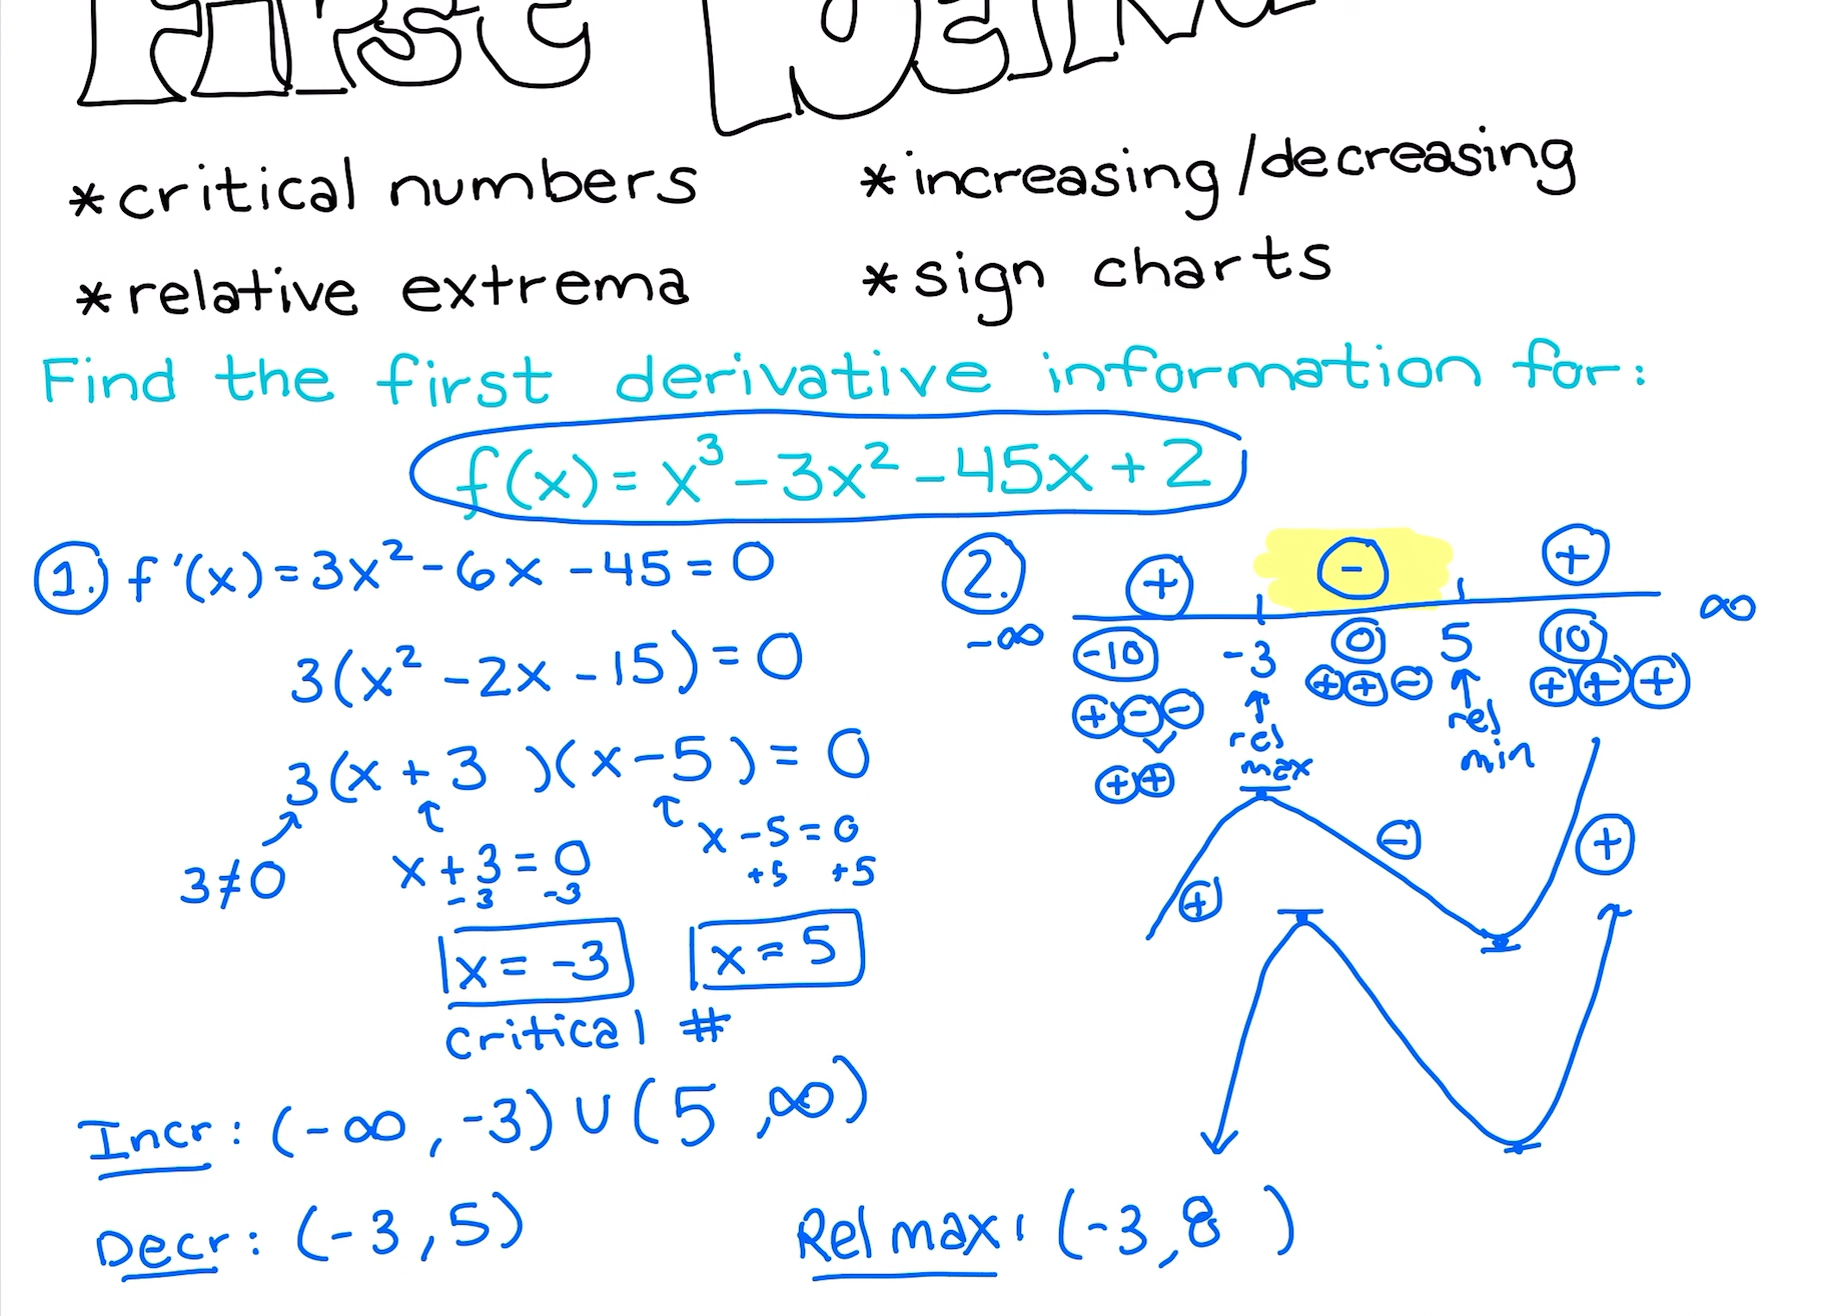 First Deriv
*critical numbers *increasing/decreasing
*relative extrema *sign charts
Find the first derivative information for:
f(x)=x³-3x²-45x+2
1. f'(x)=3x²-6x-45=0
3(x²-2x-15)=0
3(x+3)(x-5)=0
3≠0 x+3=0 x-5=0
-3 -3 +5 +5
x=-3 x=5
critical #
2. + - +
-∞ -10 -3 0 5 10 ∞
+ - - + + - + + +
+ + ↑ rel max ↑ rel min
+ - +
Incr: (-∞,-3)∪(5,∞)
Decr: (-3,5)
Rel max: (-3,8 )